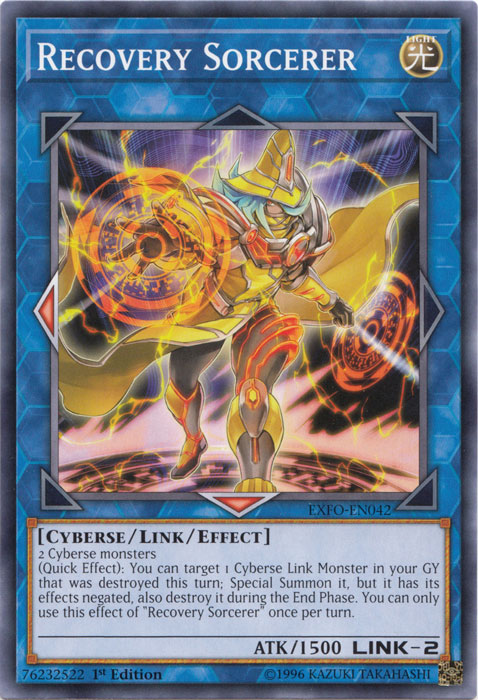 RECOVERY SORCERER
LIGHT
光
EXFO-EN042
[CYBERSE/LINK/EFFECT]
2 Cyberse monsters
(Quick Effect): You can target 1 Cyberse Link Monster in your GY
that was destroyed this turn; Special Summon it, but it has its
effects negated, also destroy it during the End Phase. You can only
use this effect of "Recovery Sorcerer" once per turn.
ATK/1500 LINK-2
76232522 1st Edition ©1996 KAZUKI TAKAHASHI